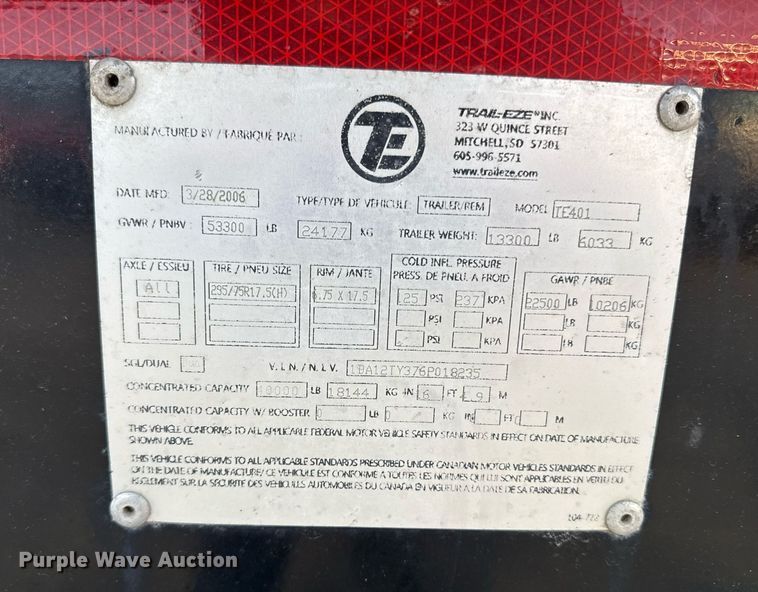 TE
TRAIL-EZE INC.
323 W QUINCE STREET
MITCHELL, SD 57301
605-996-5571
www.traileze.com
MANUFACTURED BY / FABRIQUE PAR:
DATE MFD. 3/28/2006 TYPE/TYPE DE VEHICULE: TRAILER/REM MODEL TE401
GVWR / PNBV: 53300 LB 24177 KG TRAILER WEIGHT: 13300 LB 6033 KG
AXLE / ESSIEU TIRE / PNEU SIZE RIM / JANTE COLD INFL. PRESSURE GAWR / PNBE
PRESS. DE PNEU. A FROID
All 295/75R17.5(H) 6.75 X 17.5 PSI 237 KPA 22500 LB 10206 KG
PSI KPA LB KG
PSI KPA LB KG
SGL/DUAL V.I.N. / N.I.V. 1DA12TY376P018235
CONCENTRATED CAPACITY LB 18144 KG IN 6 FT M
CONCENTRATED CAPACITY W/ BOOSTER 0 LB 0 KG IN FT M
THIS VEHICLE CONFORMS TO ALL APPLICABLE FEDERAL MOTOR VEHICLE SAFETY STANDARDS IN EFFECT ON DATE OF MANUFACTURE
SHOWN ABOVE.
THIS VEHICLE CONFORMS TO ALL APPLICABLE STANDARDS PRESCRIBED UNDER CANADIAN MOTOR VEHICLES STANDARDS IN EFFECT
ON THE DATE OF MANUFACTURE/ CE VEHICULE EST CONFORME A TOUTES LES NORMES QUI LUI SONT APPLICABLES EN VERTU DU
REGLEMENT SUR LA SECURITE DES VEHICULES AUTOMOBILES DU CANADA EN VIGUEUR A LA DATE DE SA FABRICATION.
Purple Wave Auction